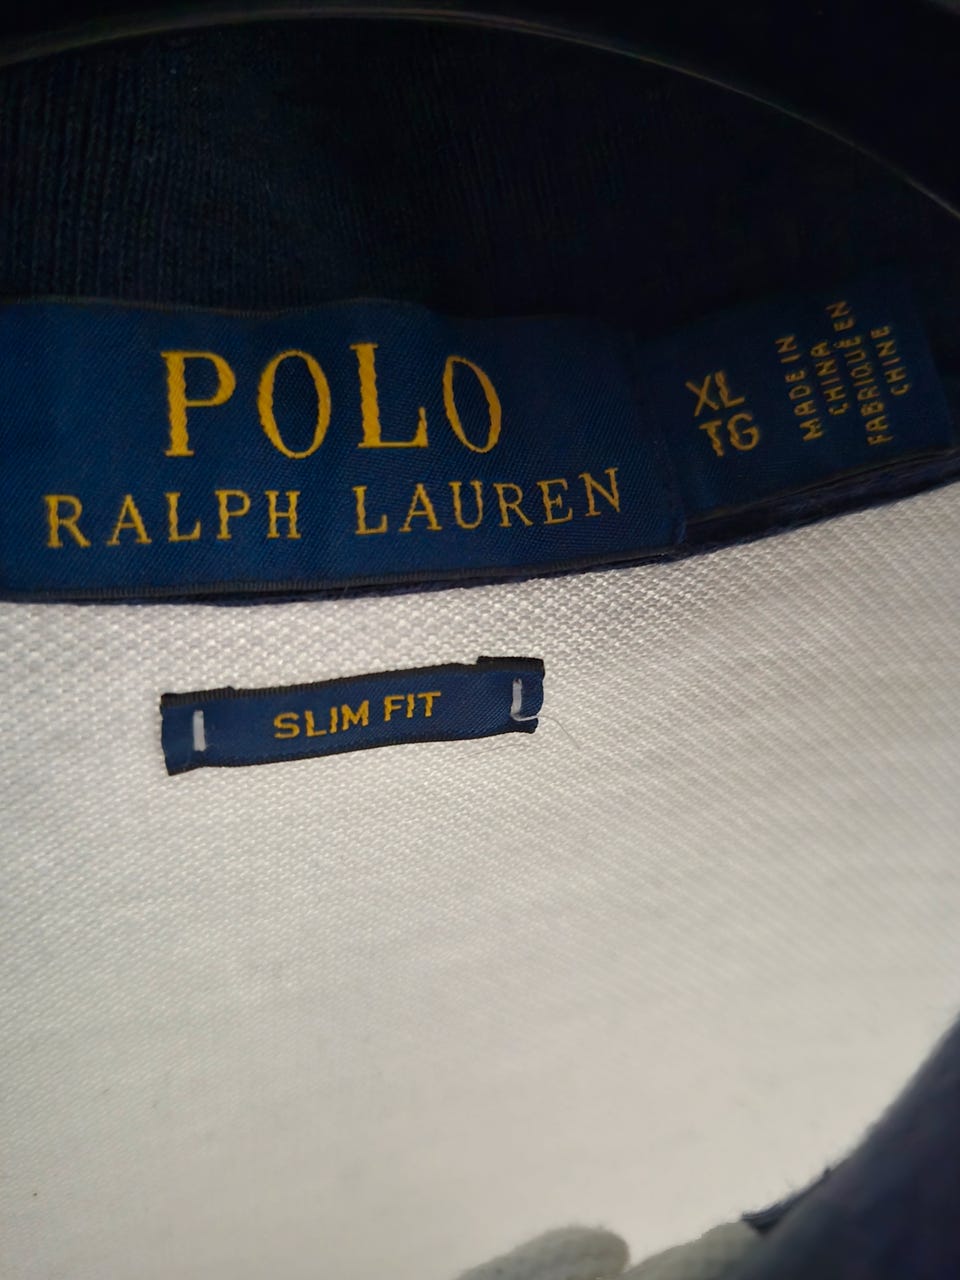 POLO
RALPH LAUREN
XL
TG
MADE IN
CHINA
FABRIQUÉ EN
CHINE
SLIM FIT